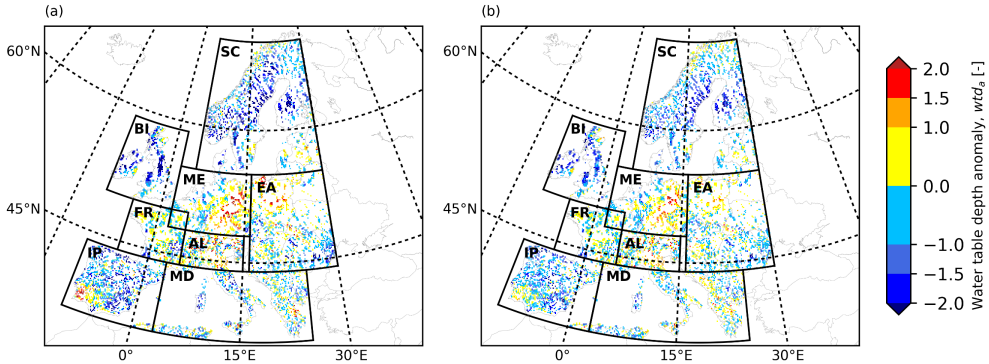 (a)
(b)
60°N
45°N
0°
15°E
30°E
SC
BI
ME
EA
FR
AL
IP
MD
0°
15°E
30°E
SC
BI
ME
EA
FR
AL
IP
MD
2.0
1.5
1.0
0.0
−1.0
−1.5
−2.0
Water table depth anomaly, wtdₐ [-]